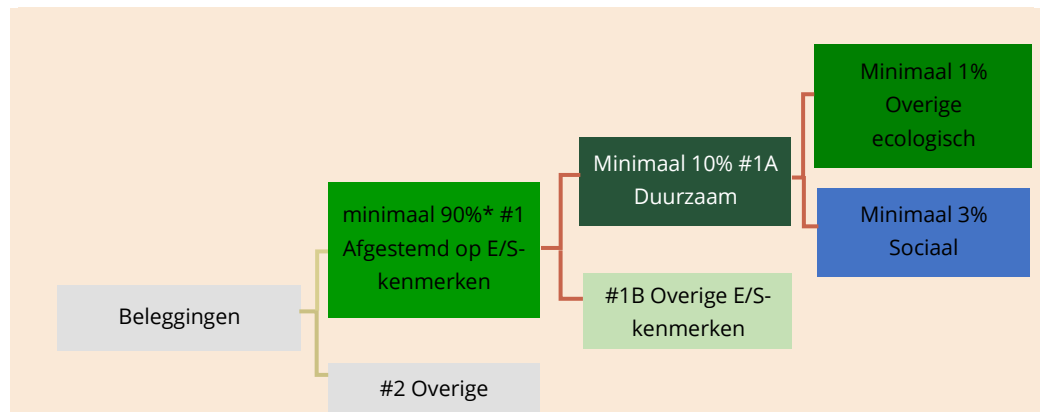 Minimaal 1%
Overige
ecologisch
Minimaal 10% #1A
Duurzaam
minimaal 90%* #1
Afgestemd op E/S-
kenmerken
Minimaal 3%
Sociaal
#1B Overige E/S-
kenmerken
Beleggingen
#2 Overige